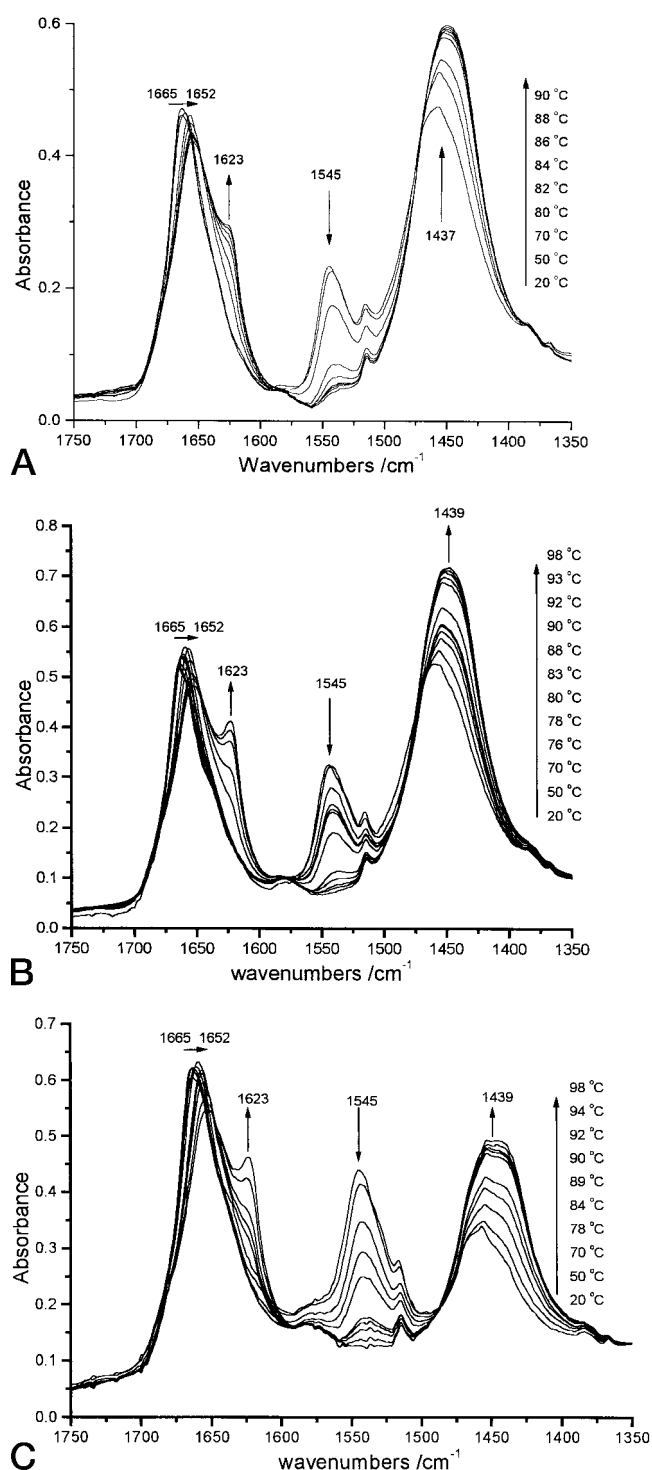 0.6
0.4
0.2
0.0
Absorbance
1665 1652
1623
1545
1437
90 °C
88 °C
86 °C
84 °C
82 °C
80 °C
70 °C
50 °C
20 °C
1750 1700 1650 1600 1550 1500 1450 1400 1350
Wavenumbers /cm-1
A
0.8
0.7
0.6
0.5
0.4
0.3
0.2
0.1
0.0
Absorbance
1665 1652
1623
1545
1439
98 °C
93 °C
92 °C
90 °C
88 °C
83 °C
80 °C
78 °C
76 °C
70 °C
50 °C
20 °C
1750 1700 1650 1600 1550 1500 1450 1400 1350
wavenumbers /cm-1
B
0.7
0.6
0.5
0.4
0.3
0.2
0.1
0.0
Absorbance
1665 1652
1623
1545
1439
98 °C
94 °C
92 °C
90 °C
89 °C
84 °C
78 °C
70 °C
50 °C
20 °C
1750 1700 1650 1600 1550 1500 1450 1400 1350
wavenumbers /cm-1
C